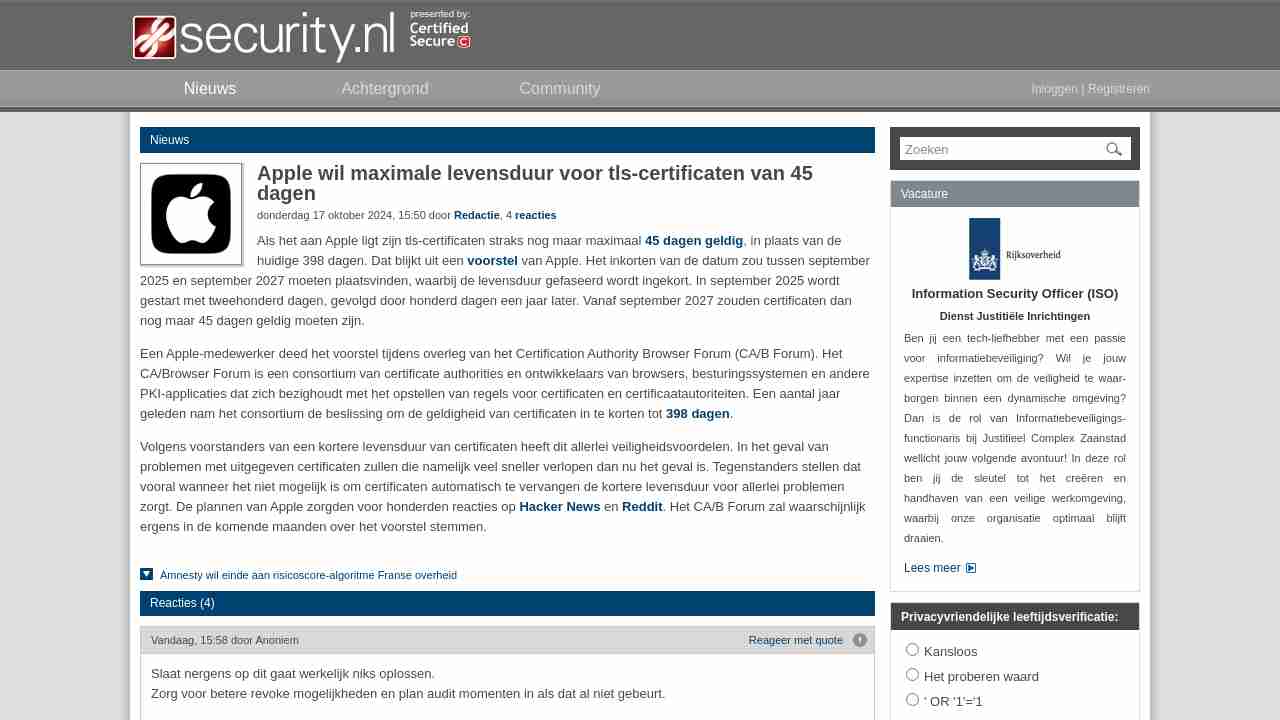 security.nl
presented by:
Certified
Secure
Nieuws
Achtergrond
Community
Inloggen | Registreren
Nieuws
Apple wil maximale levensduur voor tls-certificaten van 45
dagen
donderdag 17 oktober 2024, 15:50 door Redactie, 4 reacties
Als het aan Apple ligt zijn tls-certificaten straks nog maar maximaal 45 dagen geldig, in plaats van de
huidige 398 dagen. Dat blijkt uit een voorstel van Apple. Het inkorten van de datum zou tussen september
2025 en september 2027 moeten plaatsvinden, waarbij de levensduur gefaseerd wordt ingekort. In september 2025 wordt
gestart met tweehonderd dagen, gevolgd door honderd dagen een jaar later. Vanaf september 2027 zouden certificaten dan
nog maar 45 dagen geldig moeten zijn.
Een Apple-medewerker deed het voorstel tijdens overleg van het Certification Authority Browser Forum (CA/B Forum). Het
CA/Browser Forum is een consortium van certificate authorities en ontwikkelaars van browsers, besturingssystemen en andere
PKI-applicaties dat zich bezighoudt met het opstellen van regels voor certificaten en certificaatautoriteiten. Een aantal jaar
geleden nam het consortium de beslissing om de geldigheid van certificaten in te korten tot 398 dagen.
Volgens voorstanders van een kortere levensduur van certificaten heeft dit allerlei veiligheidsvoordelen. In het geval van
problemen met uitgegeven certificaten zullen die namelijk veel sneller verlopen dan nu het geval is. Tegenstanders stellen dat
vooral wanneer het niet mogelijk is om certificaten automatisch te vervangen de kortere levensduur voor allerlei problemen
zorgt. De plannen van Apple zorgden voor honderden reacties op Hacker News en Reddit. Het CA/B Forum zal waarschijnlijk
ergens in de komende maanden over het voorstel stemmen.
Amnesty wil einde aan risicoscore-algoritme Franse overheid
Reacties (4)
Vandaag, 15:58 door Anoniem
Reageer met quote
Slaat nergens op dit gaat werkelijk niks oplossen.
Zorg voor betere revoke mogelijkheden en plan audit momenten in als dat al niet gebeurt.
Zoeken
Vacature
Rijksoverheid
Information Security Officer (ISO)
Dienst Justitiële Inrichtingen
Ben jij een tech-liefhebber met een passie
voor informatiebeveiliging? Wil je jouw
expertise inzetten om de veiligheid te waar-
borgen binnen een dynamische omgeving?
Dan is de rol van Informatiebeveiligings-
functionaris bij Justitieel Complex Zaanstad
wellicht jouw volgende avontuur! In deze rol
ben jij de sleutel tot het creëren en
handhaven van een veilige werkomgeving,
waarbij onze organisatie optimaal blijft
draaien.
Lees meer
Privacyvriendelijke leeftijdsverificatie:
Kansloos
Het proberen waard
' OR '1'='1